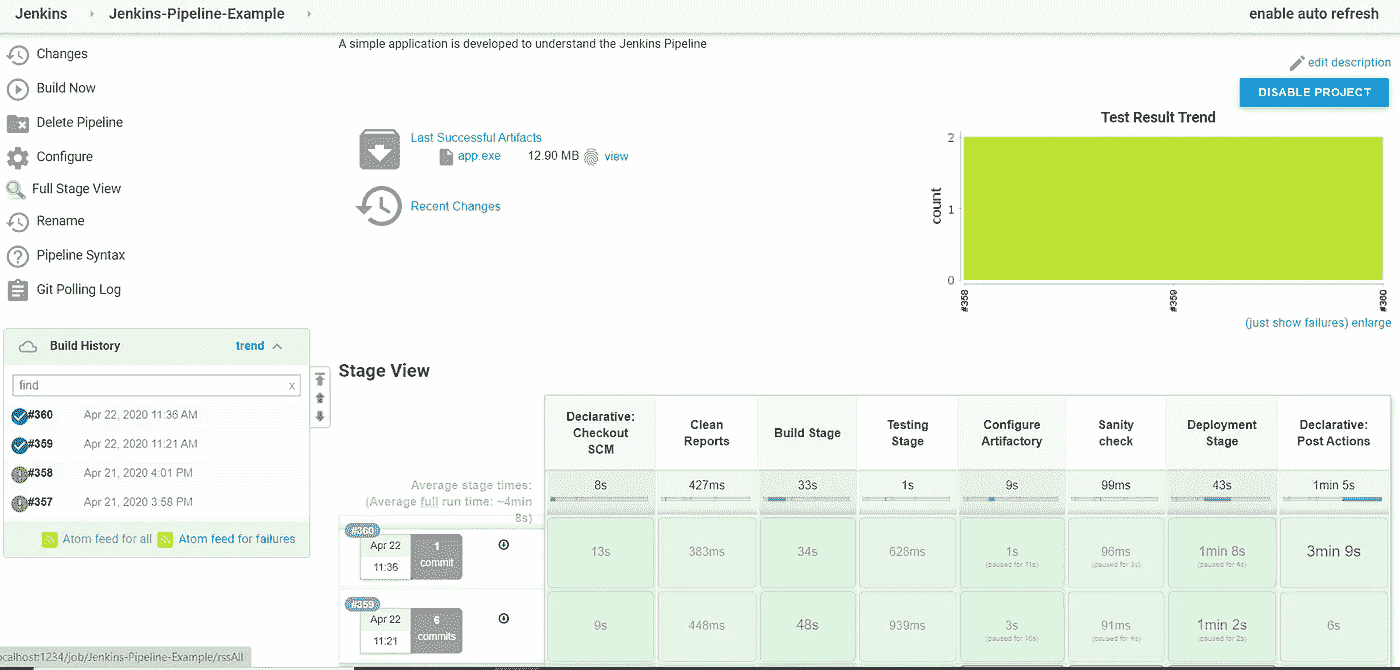 Jenkins Jenkins-Pipeline-Example enable auto refresh
Changes
Build Now
Delete Pipeline
Configure
Full Stage View
Rename
Pipeline Syntax
Git Polling Log
Build History trend
find x
#360 Apr 22, 2020 11:36 AM
#359 Apr 22, 2020 11:21 AM
#358 Apr 21, 2020 4:01 PM
#357 Apr 21, 2020 3:58 PM
Atom feed for all Atom feed for failures
A simple application is developed to understand the Jenkins Pipeline
edit description
DISABLE PROJECT
Last Successful Artifacts
app.exe 12.90 MB view
Recent Changes
Test Result Trend
count
2
1
0
#358 #359 #360
(just show failures) enlarge
Stage View
Declarative: Checkout SCM
Clean Reports
Build Stage
Testing Stage
Configure Artifactory
Sanity check
Deployment Stage
Declarative: Post Actions
Average stage times:
(Average full run time: ~4min
8s)
8s 427ms 33s 1s 9s 99ms 43s 1min 5s
#360
Apr 22
11:36
1
commit
13s 383ms 34s 628ms 1s 96ms 1min 8s 3min 9s
(paused for 11s) (paused for 3s) (paused for 4s)
#359
Apr 22
11:21
6
commits
9s 448ms 48s 939ms 3s 91ms 1min 2s 6s
(paused for 16s) (paused for 4s) (paused for 2s)
ocalhost:1234/job/Jenkins-Pipeline-Example/rssAll